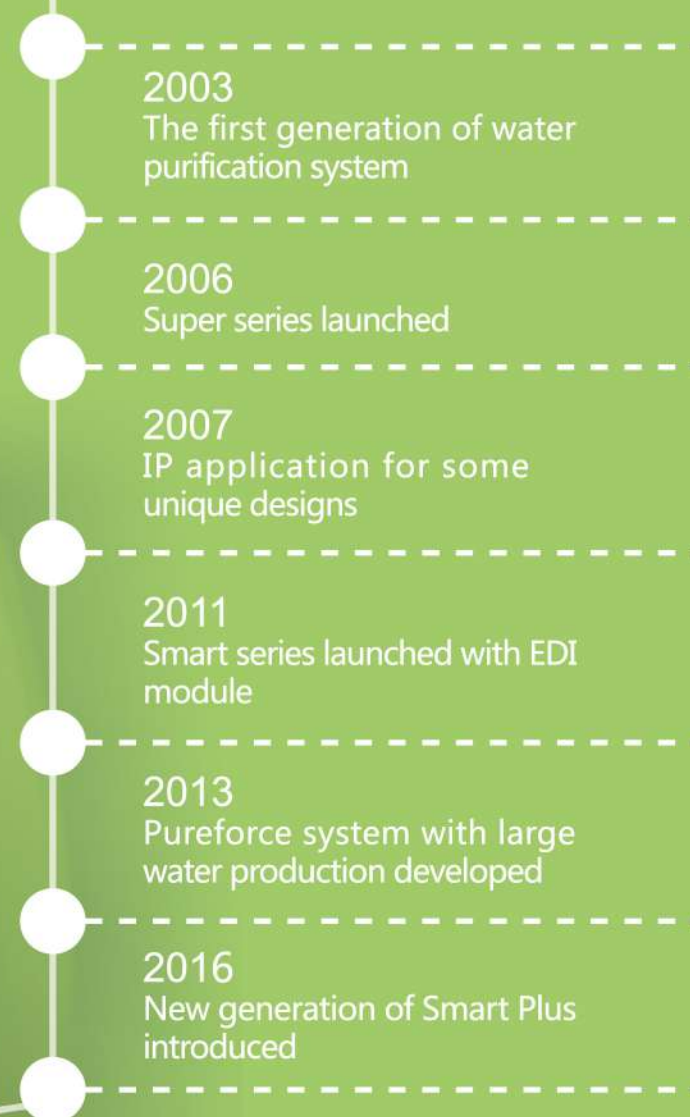 2003
The first generation of water
purification system
2006
Super series launched
2007
IP application for some
unique designs
2011
Smart series launched with EDI
module
2013
Pureforce system with large
water production developed
2016
New generation of Smart Plus
introduced